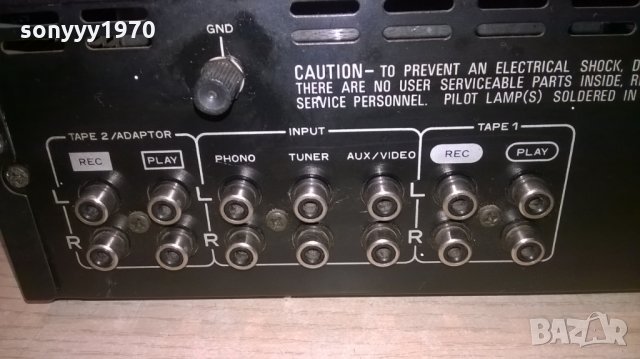 sonyyy1970
GND
CAUTION– TO PREVENT AN ELECTRICAL SHOCK, D
THERE ARE NO USER SERVICEABLE PARTS INSIDE, R
SERVICE PERSONNEL. PILOT LAMP(S) SOLDERED IN
TAPE 2/ADAPTOR
INPUT
TAPE 1
REC
PLAY
PHONO
TUNER
AUX/VIDEO
REC
PLAY
L
L
L
R
R
R
BAZAR